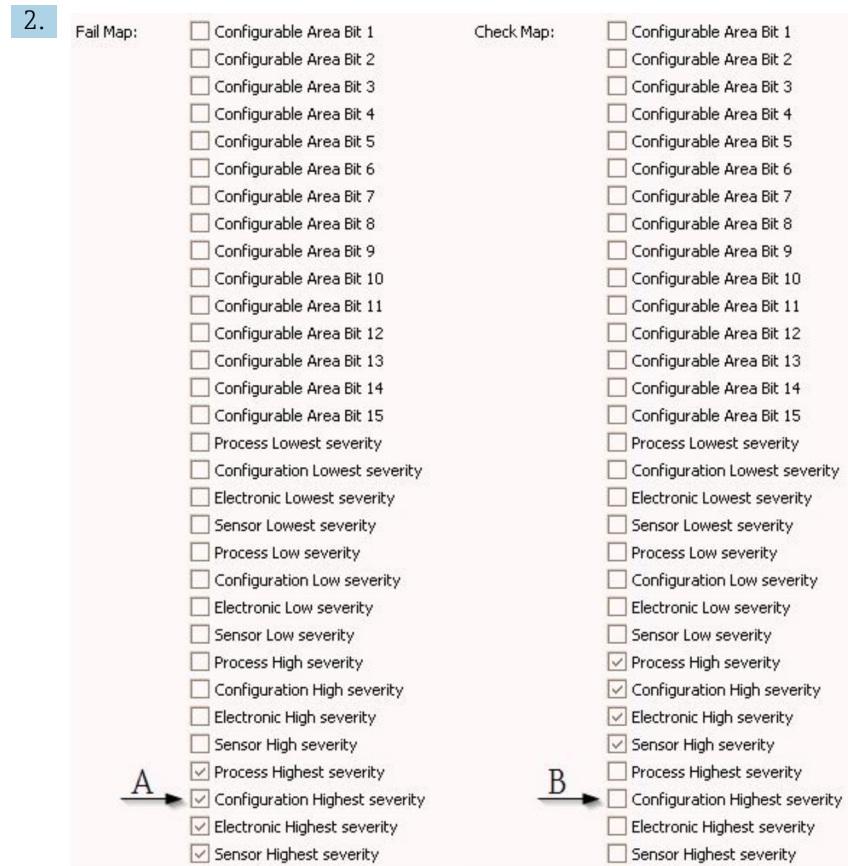 2.
Fail Map: Configurable Area Bit 1 Check Map: Configurable Area Bit 1
Configurable Area Bit 2 Configurable Area Bit 2
Configurable Area Bit 3 Configurable Area Bit 3
Configurable Area Bit 4 Configurable Area Bit 4
Configurable Area Bit 5 Configurable Area Bit 5
Configurable Area Bit 6 Configurable Area Bit 6
Configurable Area Bit 7 Configurable Area Bit 7
Configurable Area Bit 8 Configurable Area Bit 8
Configurable Area Bit 9 Configurable Area Bit 9
Configurable Area Bit 10 Configurable Area Bit 10
Configurable Area Bit 11 Configurable Area Bit 11
Configurable Area Bit 12 Configurable Area Bit 12
Configurable Area Bit 13 Configurable Area Bit 13
Configurable Area Bit 14 Configurable Area Bit 14
Configurable Area Bit 15 Configurable Area Bit 15
Process Lowest severity Process Lowest severity
Configuration Lowest severity Configuration Lowest severity
Electronic Lowest severity Electronic Lowest severity
Sensor Lowest severity Sensor Lowest severity
Process Low severity Process Low severity
Configuration Low severity Configuration Low severity
Electronic Low severity Electronic Low severity
Sensor Low severity Sensor Low severity
Process High severity Process High severity
Configuration High severity Configuration High severity
Electronic High severity Electronic High severity
Sensor High severity Sensor High severity
Process Highest severity Process Highest severity
A Configuration Highest severity B Configuration Highest severity
Electronic Highest severity Electronic Highest severity
Sensor Highest severity Sensor Highest severity